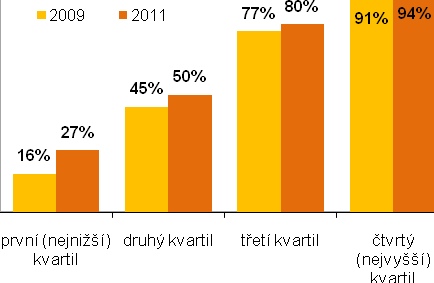 2009 2011
16% 27% 45% 50% 77% 80% 91% 94%
první (nejnižší) kvartil
druhý kvartil
třetí kvartil
čtvrtý
(nejvyšší)
kvartil